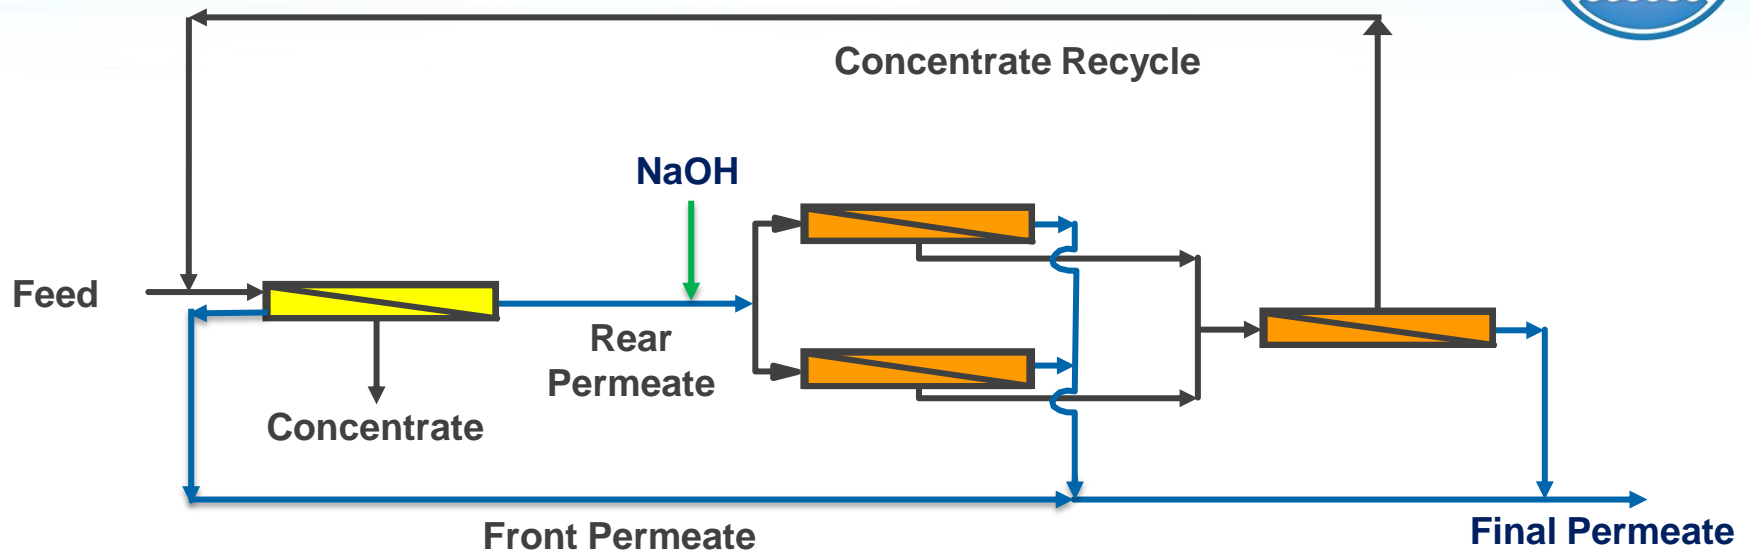 Concentrate Recycle
NaOH
Feed
Rear
Permeate
Concentrate
Front Permeate
Final Permeate